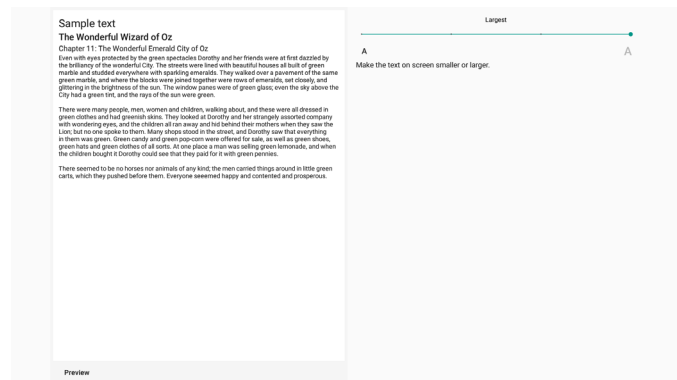 Sample text
The Wonderful Wizard of Oz
Chapter 11: The Wonderful Emerald City of Oz
Even with eyes protected by the green spectacles Dorothy and her friends were at first dazzled by
the brilliancy of the wonderful City. The streets were lined with beautiful houses all built of green
marble and studded everywhere with sparkling emeralds. They walked over a pavement of the same
green marble, and where the blocks were joined together were rows of emeralds, set closely, and
glittering in the brightness of the sun. The window panes were of green glass; even the sky above the
City had a green tint, and the rays of the sun were green.
There were many people, men, women and children, walking about, and these were all dressed in
green clothes and had greenish skins. They looked at Dorothy and her strangely assorted company
with wondering eyes, and the children all ran away and hid behind their mothers when they saw the
Lion; but no one spoke to them. Many shops stood in the street, and Dorothy saw that everything
in them was green. Green candy and green pop-corn were offered for sale, as well as green shoes,
green hats and green clothes of all sorts. At one place a man was selling green lemonade, and when
the children bought it Dorothy could see that they paid for it with green pennies.
There seemed to be no horses nor animals of any kind; the men carried things around in little green
carts, which they pushed before them. Everyone seeemed happy and contented and prosperous.
Preview
Largest
A A
Make the text on screen smaller or larger.